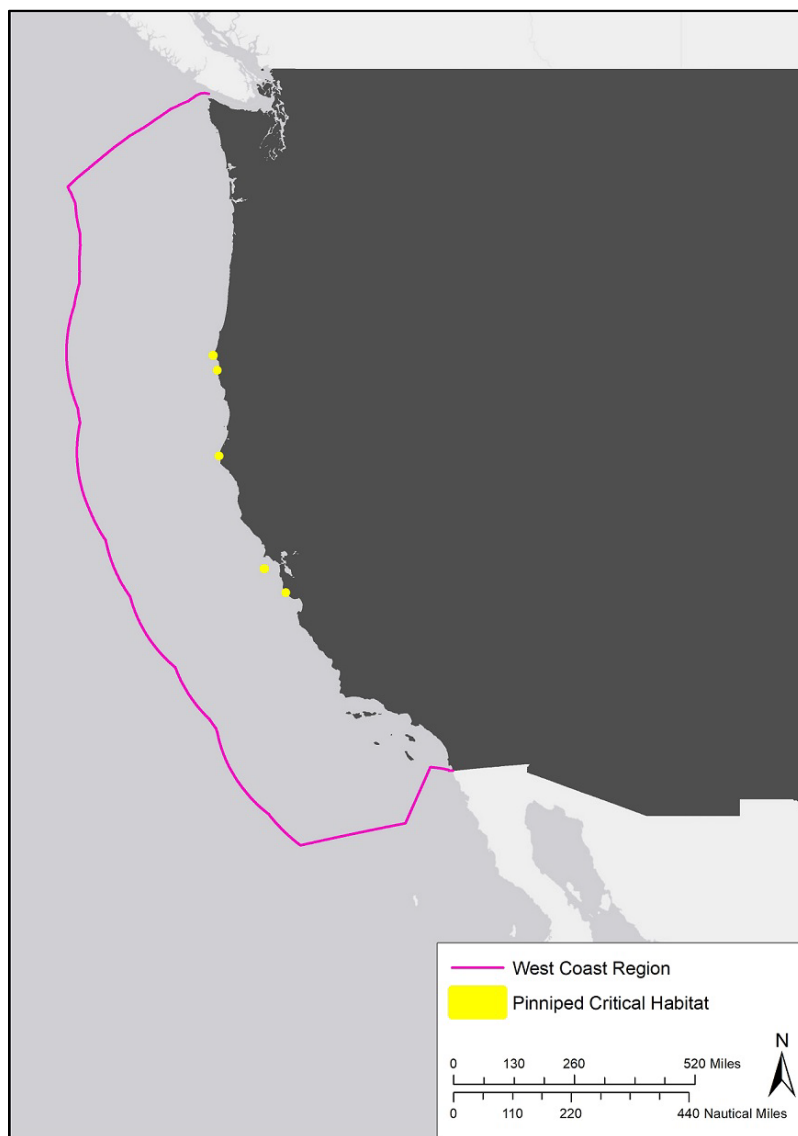 West Coast Region
Pinniped Critical Habitat
N
0 130 260 520 Miles
0 110 220 440 Nautical Miles